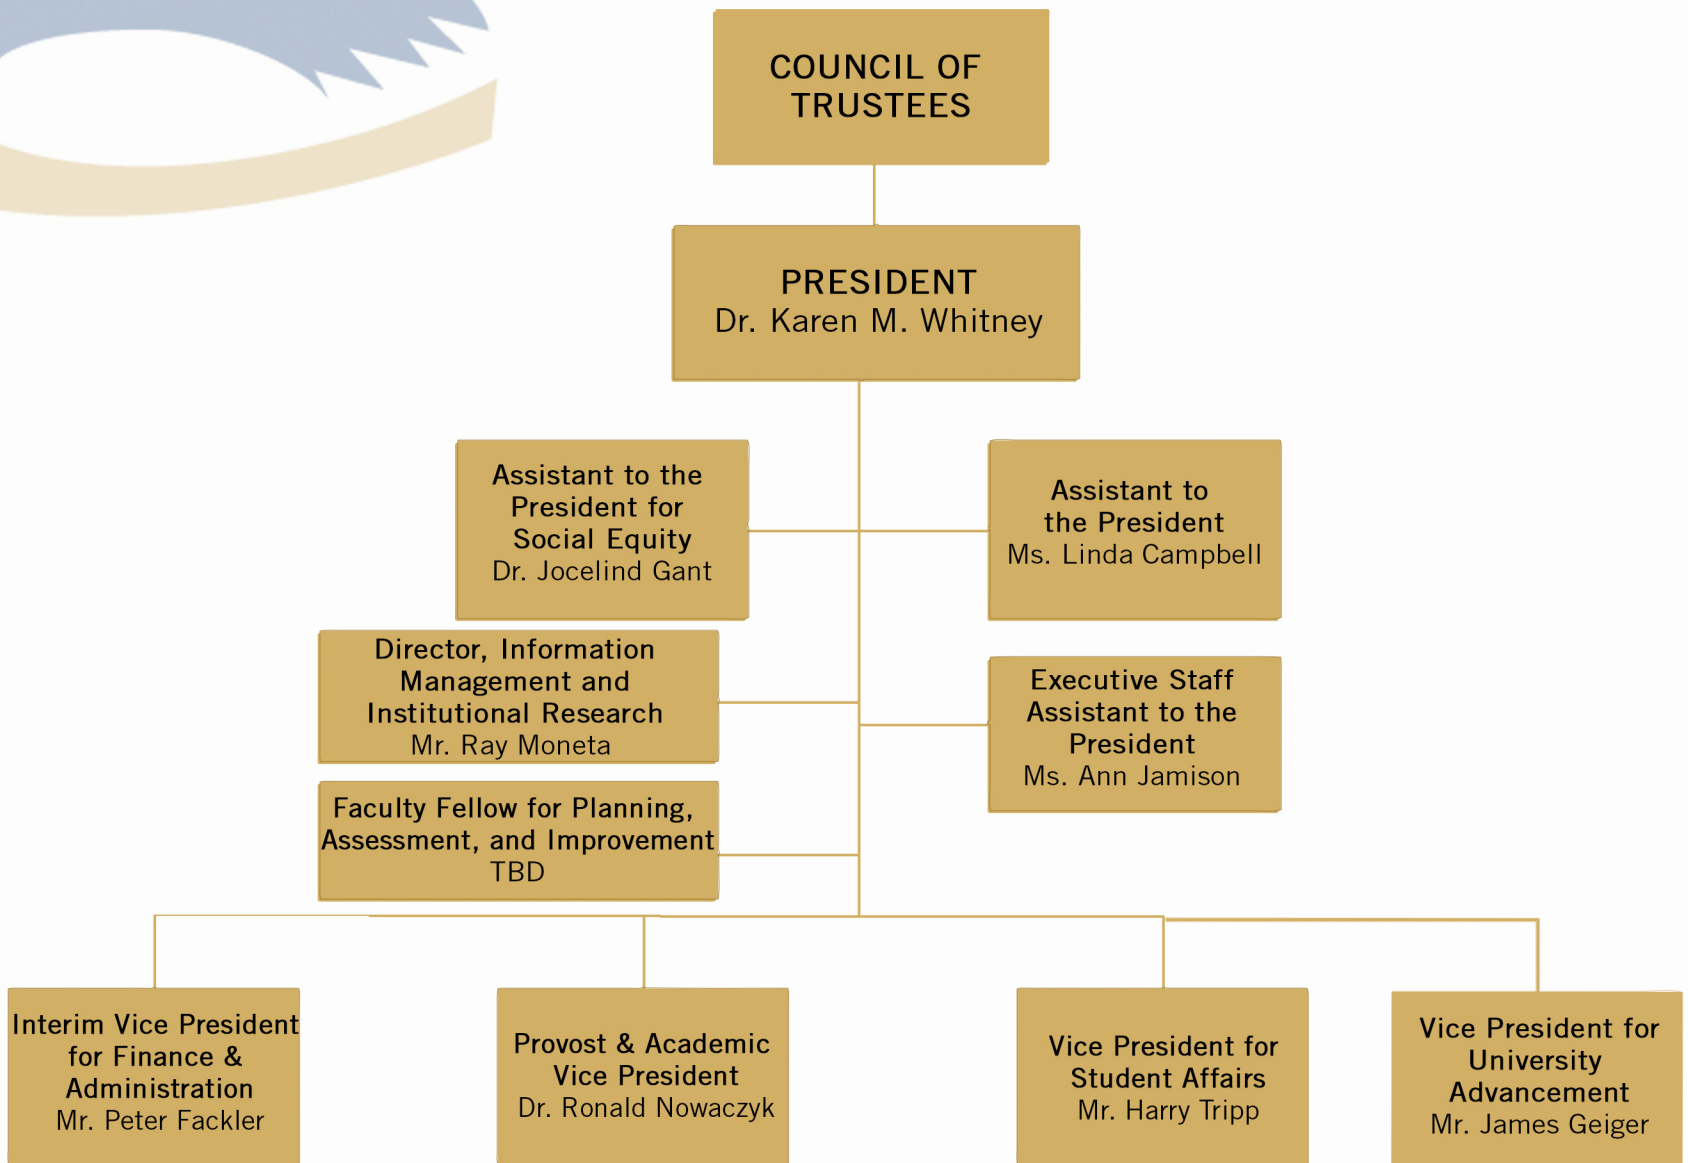 COUNCIL OF
TRUSTEES
PRESIDENT
Dr. Karen M. Whitney
Assistant to the
President for
Social Equity
Dr. Jocelind Gant
Assistant to
the President
Ms. Linda Campbell
Director, Information
Management and
Institutional Research
Mr. Ray Moneta
Executive Staff
Assistant to the
President
Ms. Ann Jamison
Faculty Fellow for Planning,
Assessment, and Improvement
TBD
Interim Vice President
for Finance &
Administration
Mr. Peter Fackler
Provost & Academic
Vice President
Dr. Ronald Nowaczyk
Vice President for
Student Affairs
Mr. Harry Tripp
Vice President for
University
Advancement
Mr. James Geiger